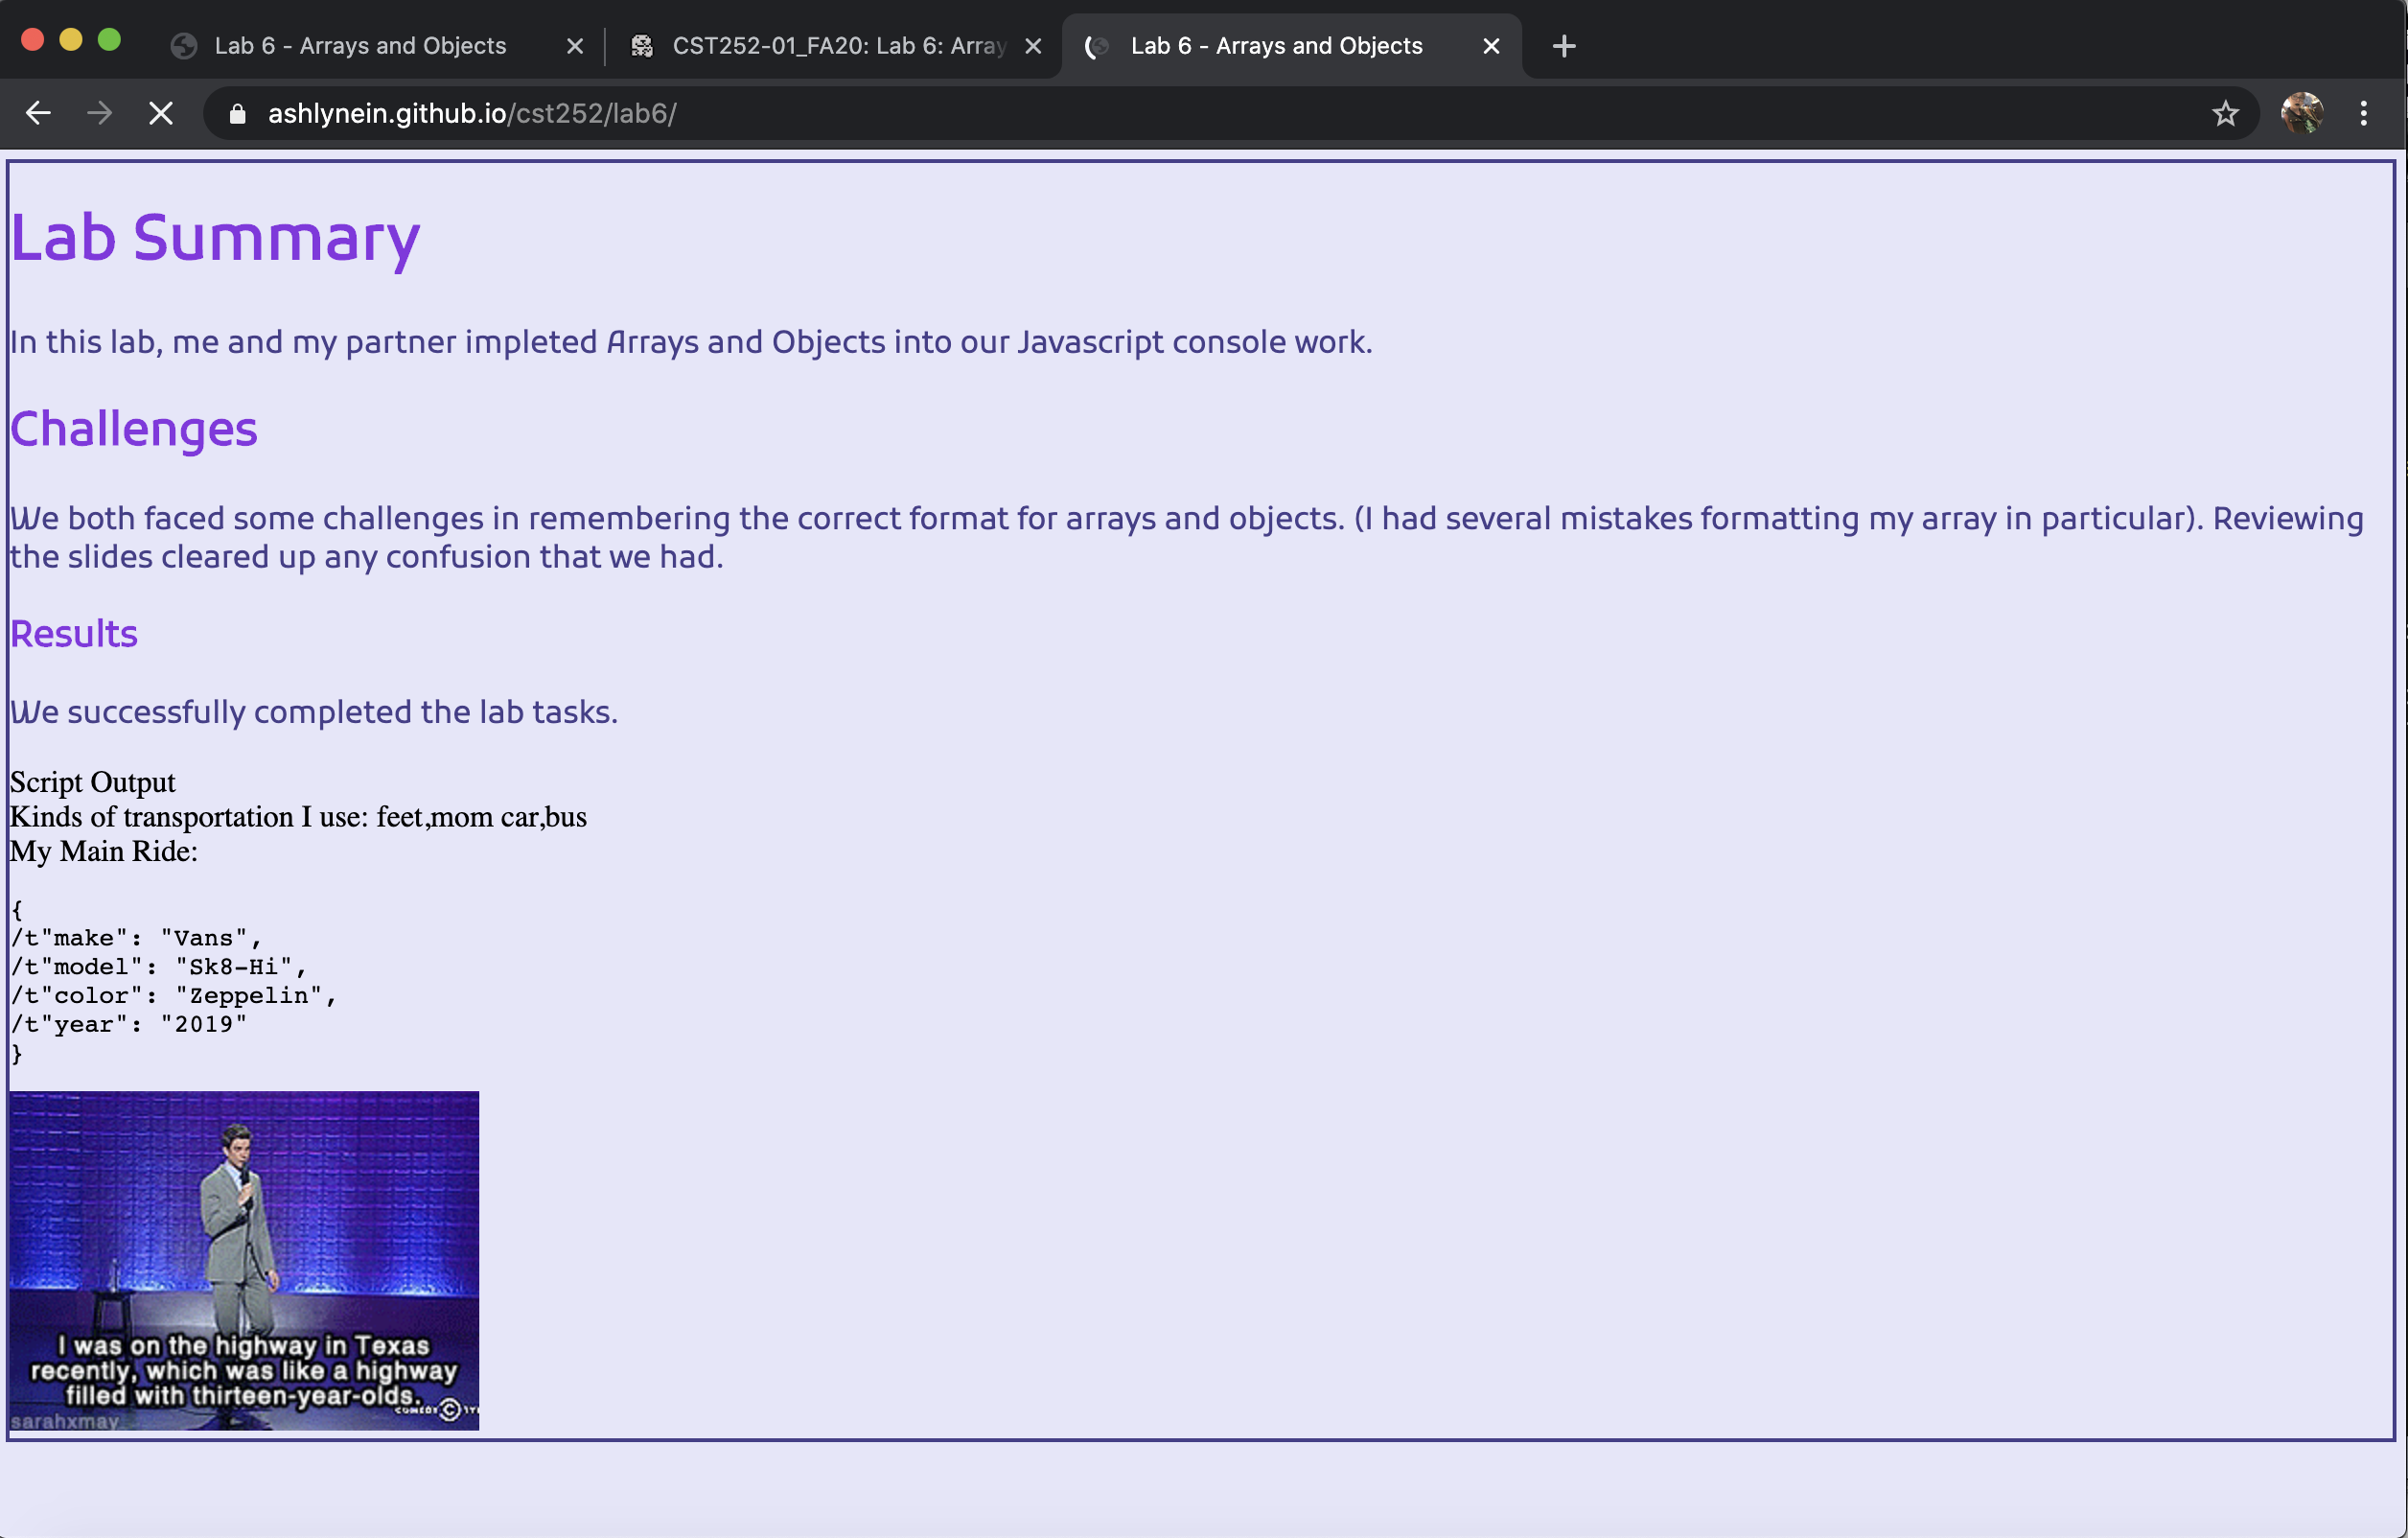 Lab 6 - Arrays and Objects
CST252-01_FA20: Lab 6: Array
Lab 6 - Arrays and Objects
ashlynein.github.io/cst252/lab6/
Lab Summary
In this lab, me and my partner impleted Arrays and Objects into our Javascript console work.
Challenges
We both faced some challenges in remembering the correct format for arrays and objects. (I had several mistakes formatting my array in particular). Reviewing
the slides cleared up any confusion that we had.
Results
We successfully completed the lab tasks.
Script Output
Kinds of transportation I use: feet,mom car,bus
My Main Ride:
{
/t"make": "Vans",
/t"model": "Sk8-Hi",
/t"color": "Zeppelin",
/t"year": "2019"
}
I was on the highway in Texas
recently, which was like a highway
filled with thirteen-year-olds.
COMEDY
sarahxmay